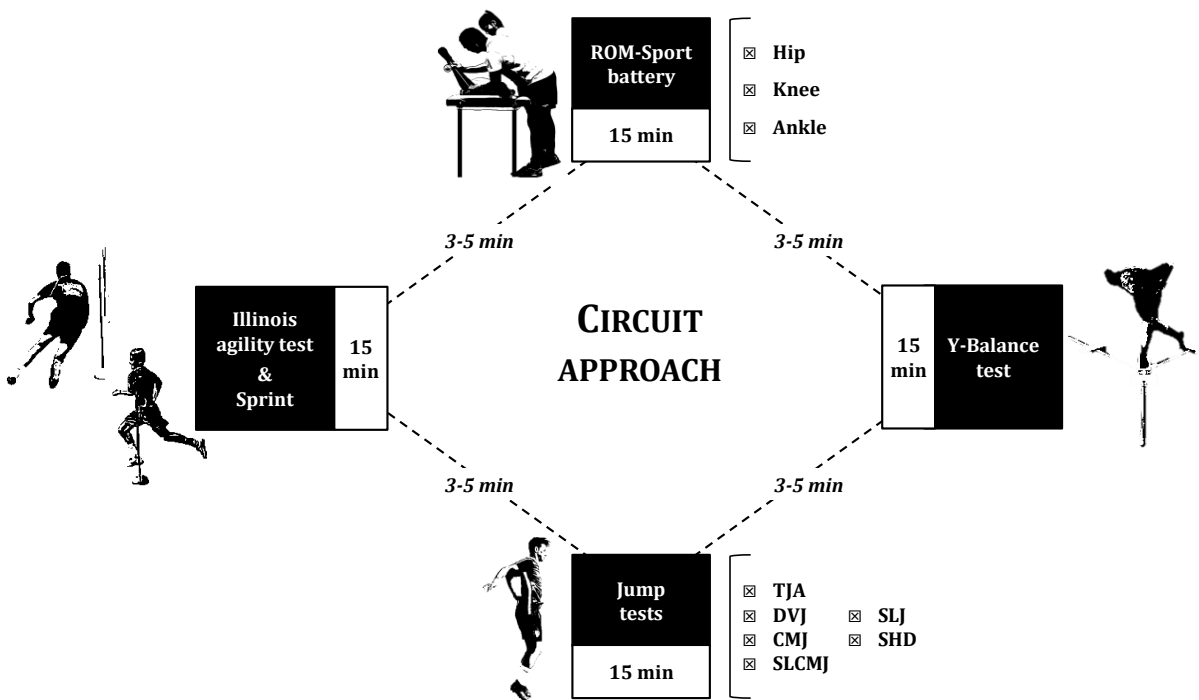 ROM-Sport
battery
15 min
☒ Hip
☒ Knee
☒ Ankle
3-5 min
3-5 min
Illinois
agility test
&
Sprint
15
min
CIRCUIT
APPROACH
15
min
Y-Balance
test
3-5 min
3-5 min
Jump
tests
15 min
☒ TJA
☒ DVJ ☒ SLJ
☒ CMJ ☒ SHD
☒ SLCMJ